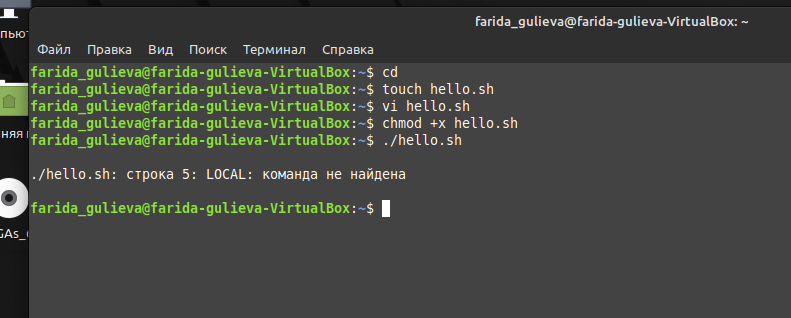 farida_gulieva@farida-gulieva-VirtualBox: ~
Файл Правка Вид Поиск Терминал Справка
farida_gulieva@farida-gulieva-VirtualBox:~$ cd
farida_gulieva@farida-gulieva-VirtualBox:~$ touch hello.sh
farida_gulieva@farida-gulieva-VirtualBox:~$ vi hello.sh
farida_gulieva@farida-gulieva-VirtualBox:~$ chmod +x hello.sh
farida_gulieva@farida-gulieva-VirtualBox:~$ ./hello.sh
./hello.sh: строка 5: LOCAL: команда не найдена
farida_gulieva@farida-gulieva-VirtualBox:~$